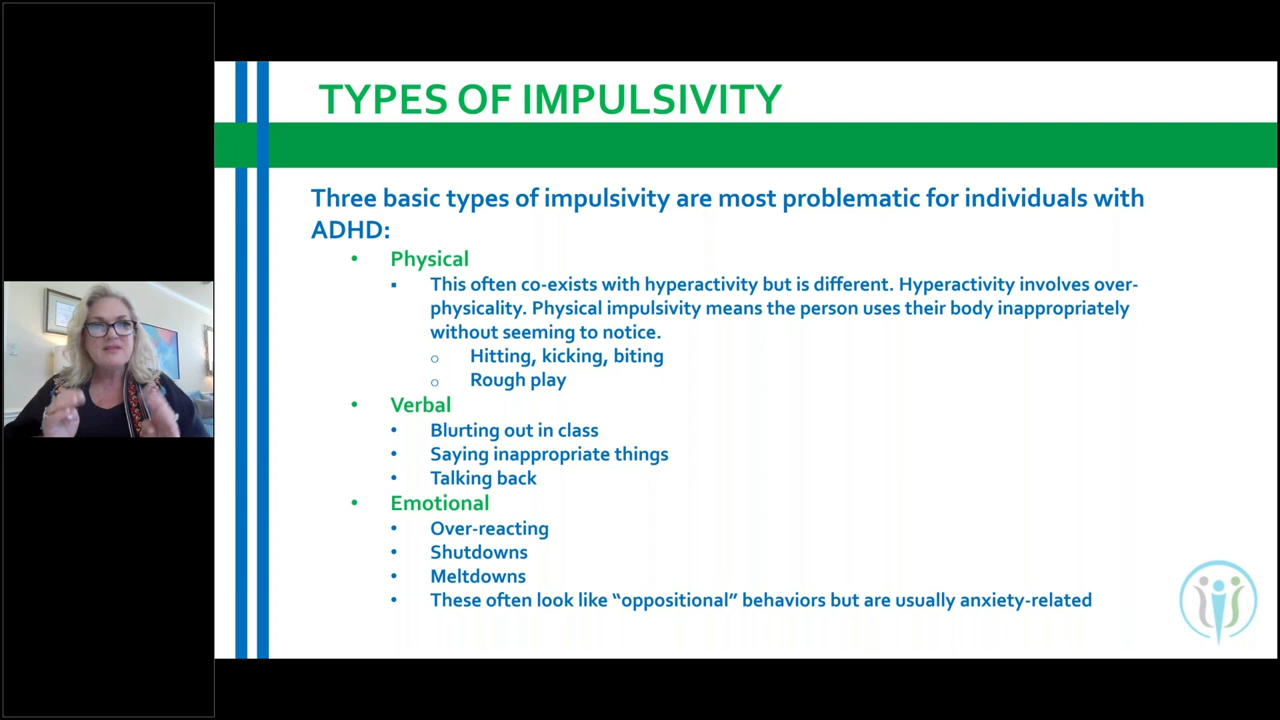 TYPES OF IMPULSIVITY
Three basic types of impulsivity are most problematic for individuals with
ADHD:
• Physical
▪ This often co-exists with hyperactivity but is different. Hyperactivity involves over-
physicality. Physical impulsivity means the person uses their body inappropriately
without seeming to notice.
o Hitting, kicking, biting
o Rough play
• Verbal
• Blurting out in class
• Saying inappropriate things
• Talking back
• Emotional
• Over-reacting
• Shutdowns
• Meltdowns
• These often look like “oppositional” behaviors but are usually anxiety-related